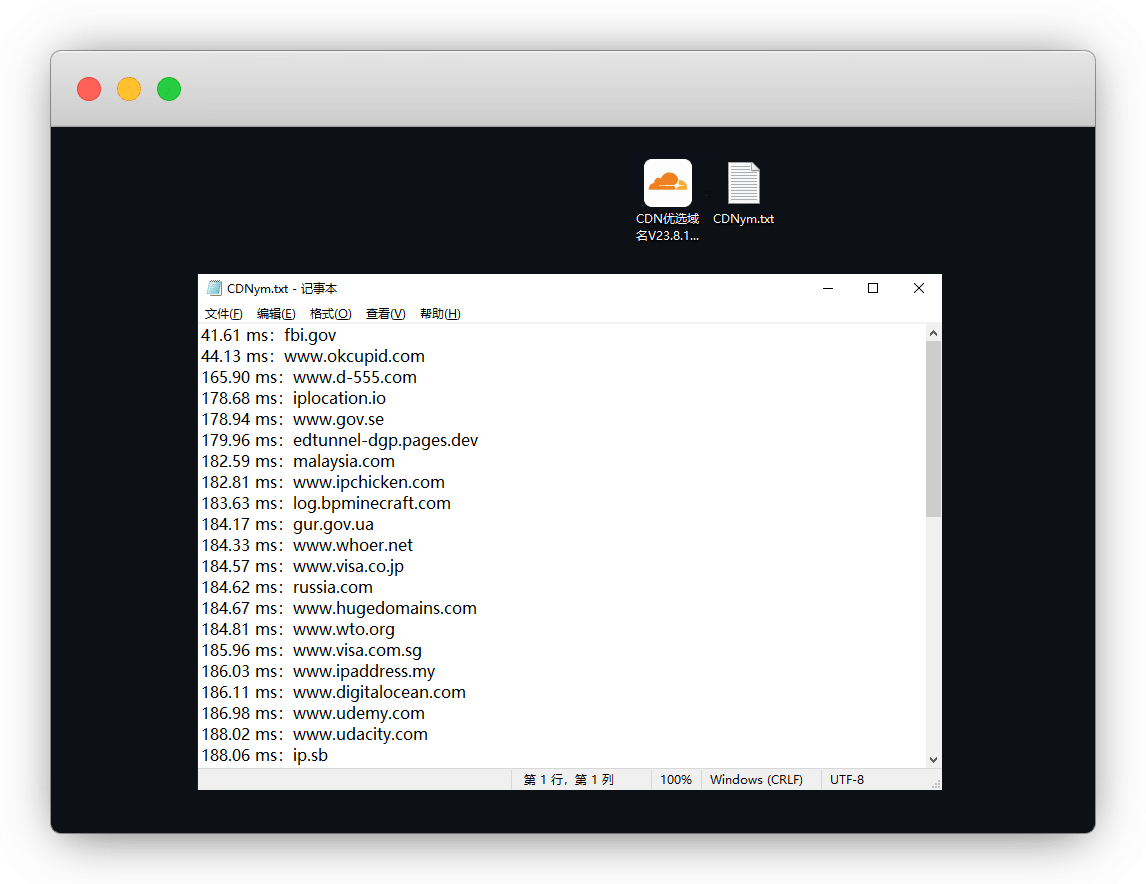 CDN优选域
名V23.8.1...
CDNym.txt
CDNym.txt - 记事本
文件(F) 编辑(E) 格式(O) 查看(V) 帮助(H)
41.61 ms：fbi.gov
44.13 ms：www.okcupid.com
165.90 ms：www.d-555.com
178.68 ms：iplocation.io
178.94 ms：www.gov.se
179.96 ms：edtunnel-dgp.pages.dev
182.59 ms：malaysia.com
182.81 ms：www.ipchicken.com
183.63 ms：log.bpminecraft.com
184.17 ms：gur.gov.ua
184.33 ms：www.whoer.net
184.57 ms：www.visa.co.jp
184.62 ms：russia.com
184.67 ms：www.hugedomains.com
184.81 ms：www.wto.org
185.96 ms：www.visa.com.sg
186.03 ms：www.ipaddress.my
186.11 ms：www.digitalocean.com
186.98 ms：www.udemy.com
188.02 ms：www.udacity.com
188.06 ms：ip.sb
第 1 行，第 1 列 100% Windows (CRLF) UTF-8